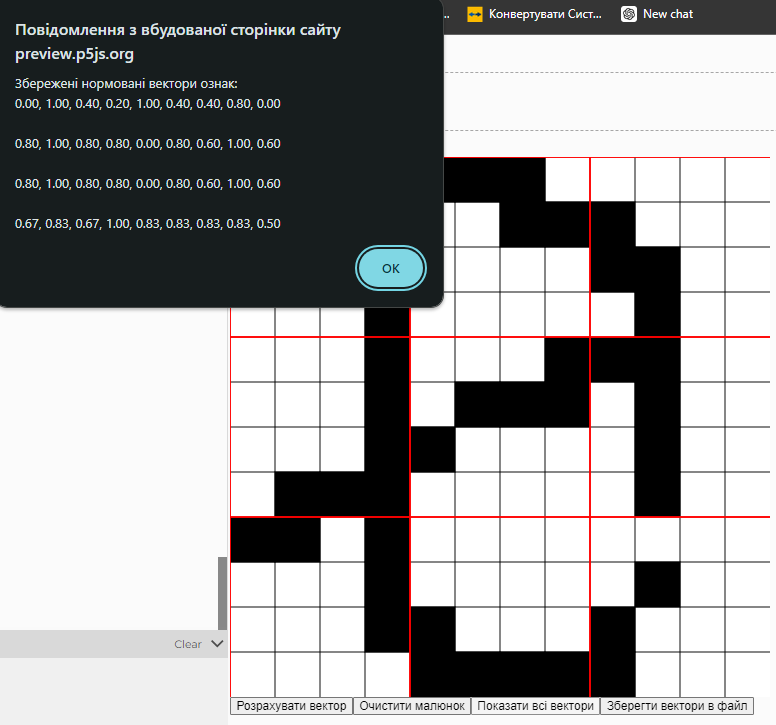 .. Конвертувати Сист... New chat
Повідомлення з вбудованої сторінки сайту
preview.p5js.org
Збережені нормовані вектори ознак:
0.00, 1.00, 0.40, 0.20, 1.00, 0.40, 0.40, 0.80, 0.00
0.80, 1.00, 0.80, 0.80, 0.00, 0.80, 0.60, 1.00, 0.60
0.80, 1.00, 0.80, 0.80, 0.00, 0.80, 0.60, 1.00, 0.60
0.67, 0.83, 0.67, 1.00, 0.83, 0.83, 0.83, 0.83, 0.50
OK
Clear
Розрахувати вектор Очистити малюнок Показати всі вектори Зберегти вектори в файл